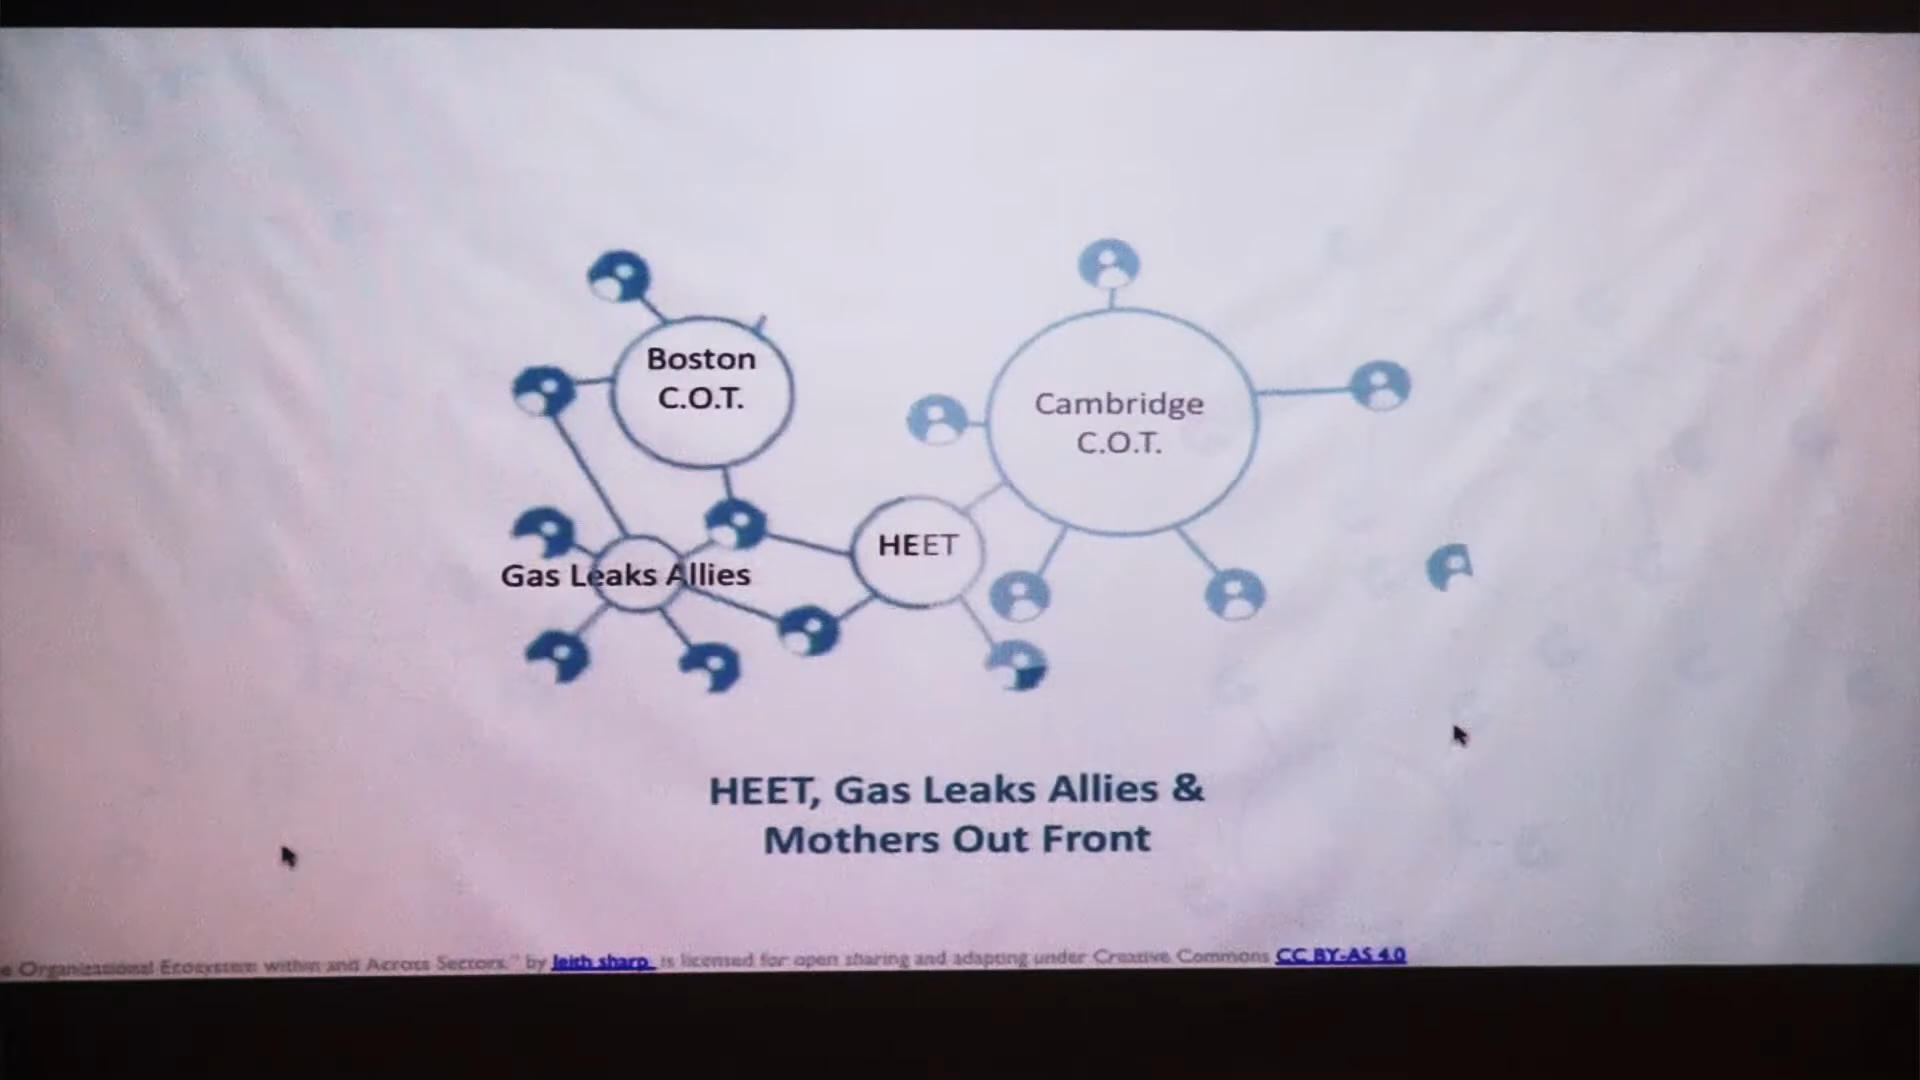 Boston
C.O.T.
Cambridge
C.O.T.
HEET
Gas Leaks Allies
HEET, Gas Leaks Allies &
Mothers Out Front
e Organizational Ecosystem within and Across Sectors." by leith sharp is licensed for open sharing and adapting under Creative Commons CC BY-AS 4.0